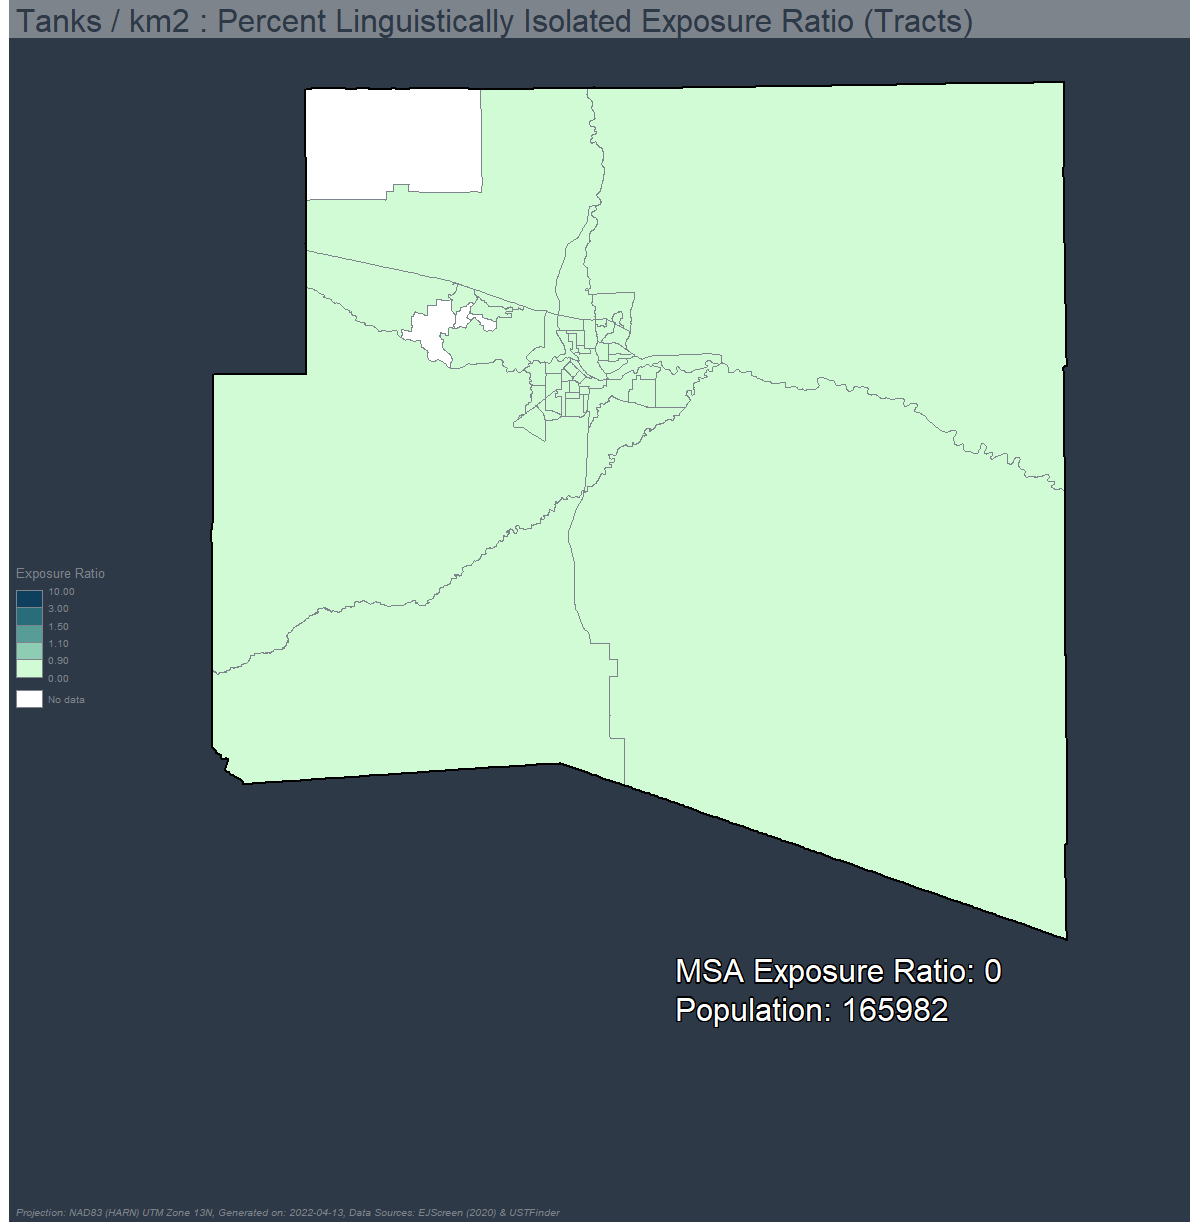 Tanks / km2 : Percent Linguistically Isolated Exposure Ratio (Tracts)
Exposure Ratio
10.00
3.00
1.50
1.10
0.90
0.00
No data
MSA Exposure Ratio: 0
Population: 165982
Projection: NAD83 (HARN) UTM Zone 13N, Generated on: 2022-04-13, Data Sources: EJScreen (2020) & USTFinder